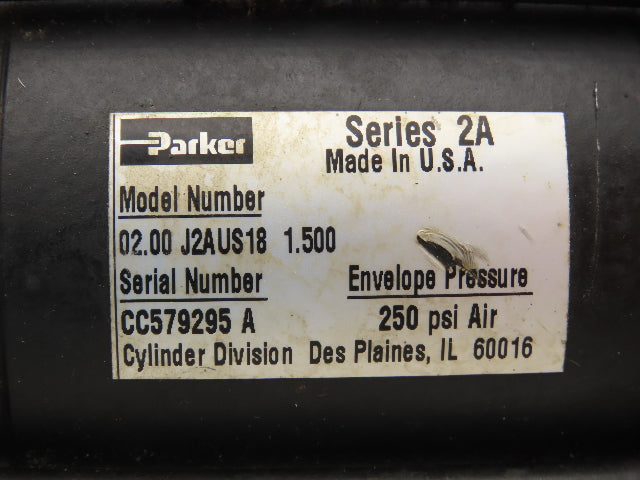 Parker
Series 2A
Made In U.S.A.
Model Number
02.00 J2AUS18 1.500
Serial Number
Envelope Pressure
CC579295 A
250 psi Air
Cylinder Division Des Plaines, IL 60016